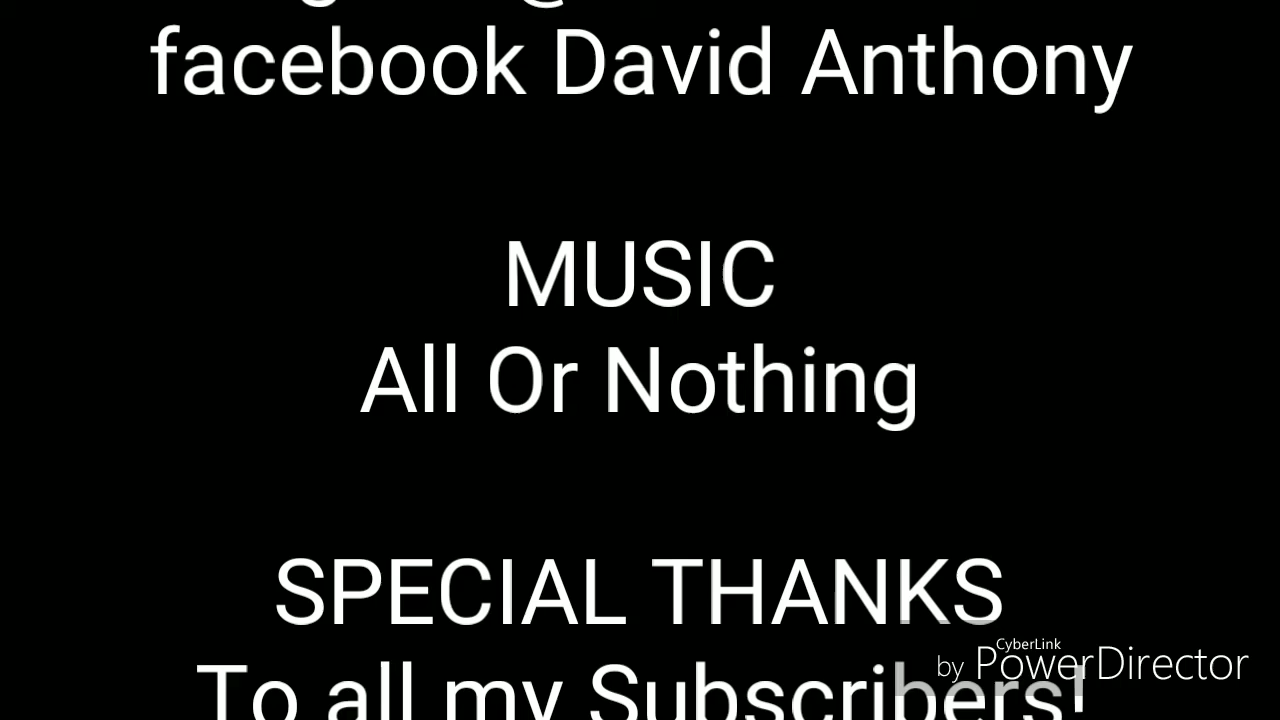 facebook David Anthony
MUSIC
All Or Nothing
SPECIAL THANKS
To all my Subscribers!
CyberLink
by PowerDirector